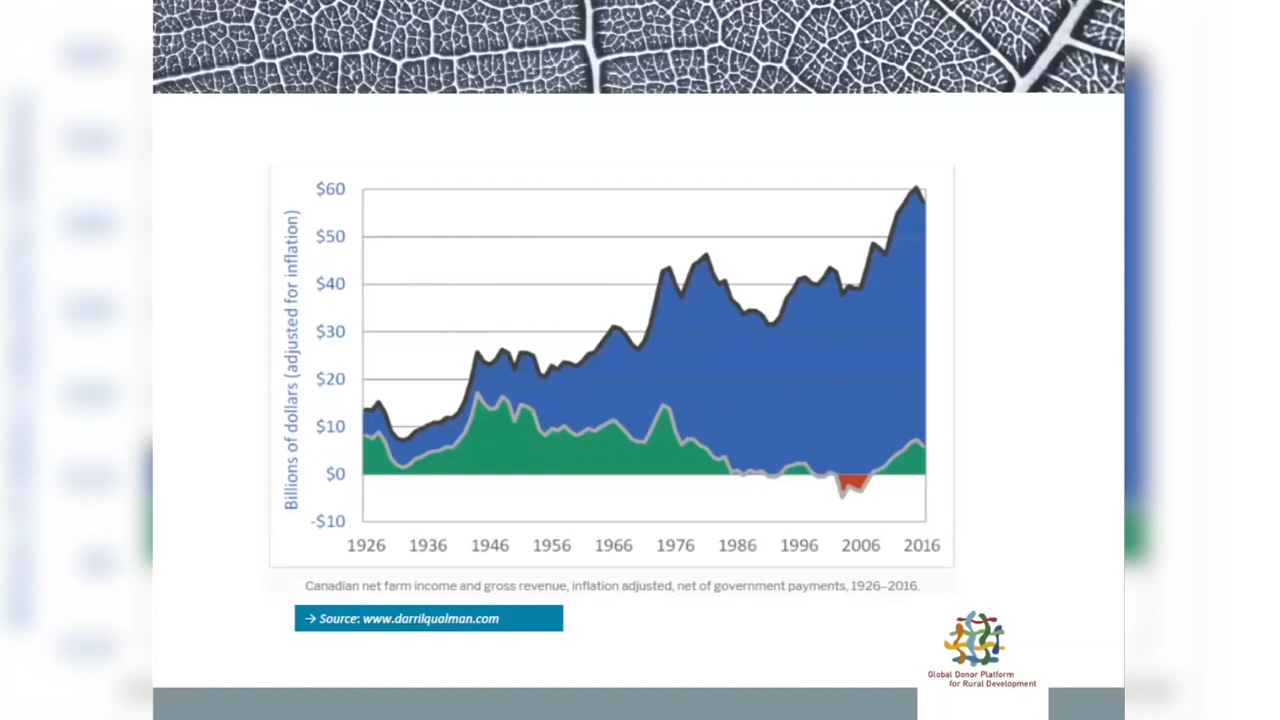 Billions of dollars (adjusted for inflation)
$60
$50
$40
$30
$20
$10
$0
-$10
1926 1936 1946 1956 1966 1976 1986 1996 2006 2016
Canadian net farm income and gross revenue, inflation adjusted, net of government payments, 1926–2016.
→ Source: www.darrilqualman.com
Global Donor Platform
for Rural Development